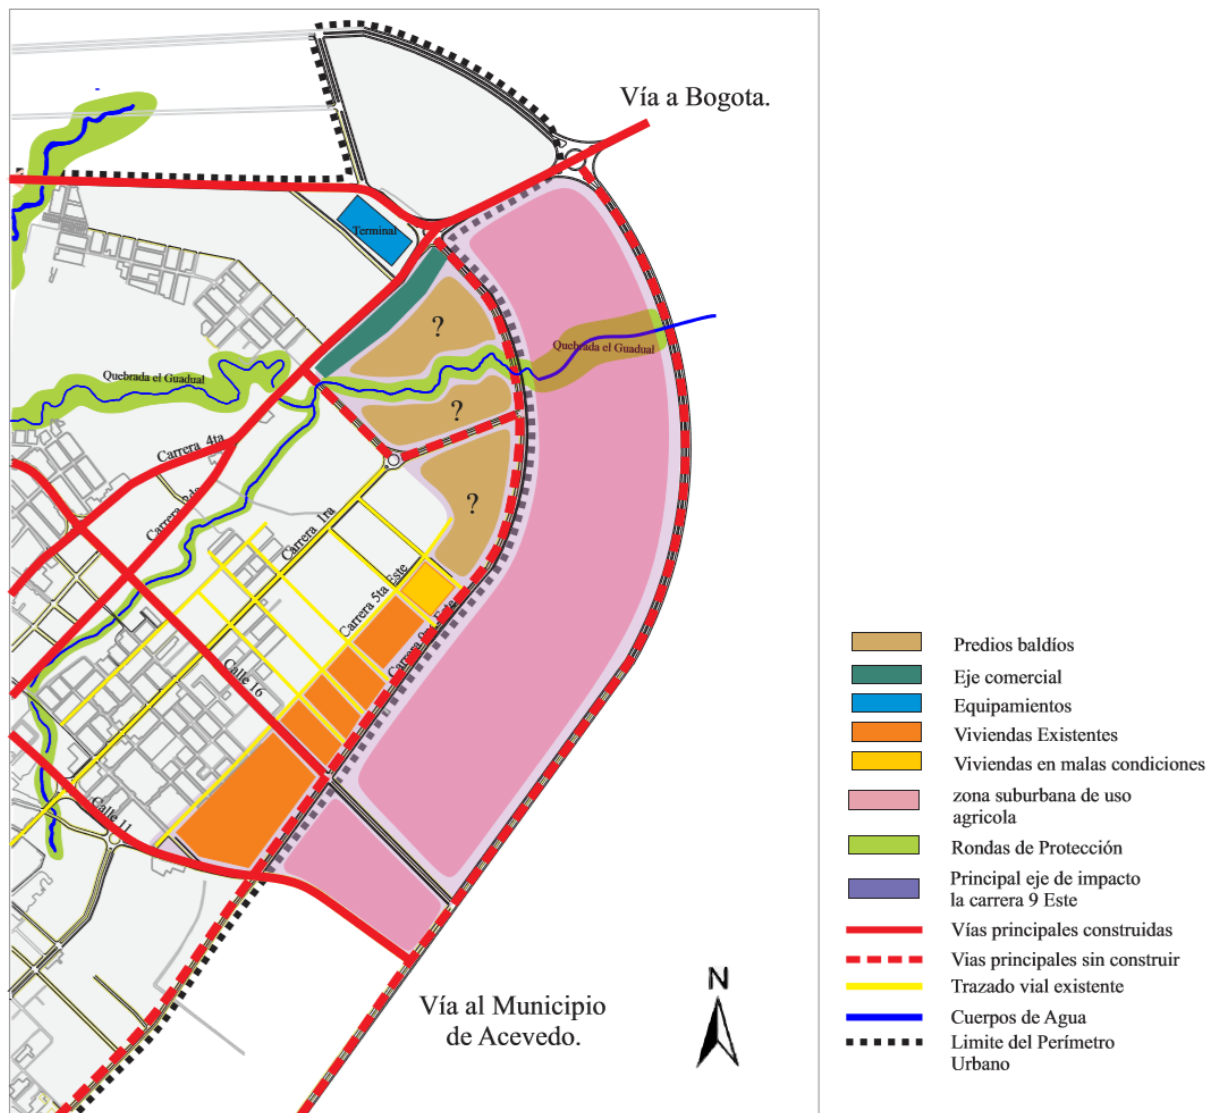 Vía a Bogota.
Terminal
?
Quebrada el Guadual
Quebrada el Guadual
?
Carrera 4ta
?
Carrera 1ra
Carrera 5ta Este
Calle 16
Calle 11
Vía al Municipio
de Acevedo.
N
Predios baldíos
Eje comercial
Equipamientos
Viviendas Existentes
Viviendas en malas condiciones
zona suburbana de uso
agricola
Rondas de Protección
Principal eje de impacto
la carrera 9 Este
Vías principales construidas
Vias principales sin construir
Trazado vial existente
Cuerpos de Agua
Limite del Perímetro
Urbano